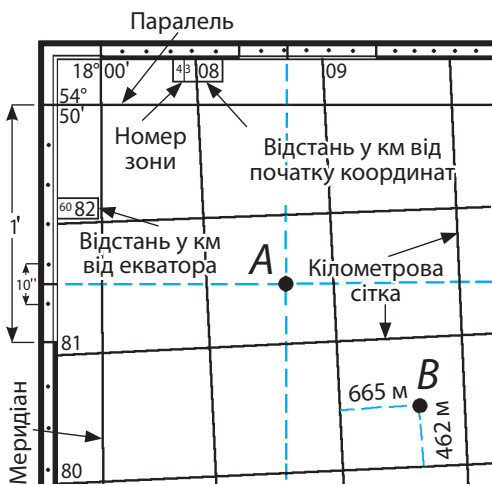 Паралель
18°00'
43 08
09
54°
50'
Номер
зони
Відстань у км від
початку координат
60 82
Відстань у км
від екватора
1'
10"
A
Кілометрова
сітка
81
665 м
B
462 м
Меридіан
80